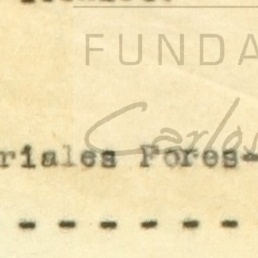 FUNDA
Carlos
riales Fores-
- - - - - -